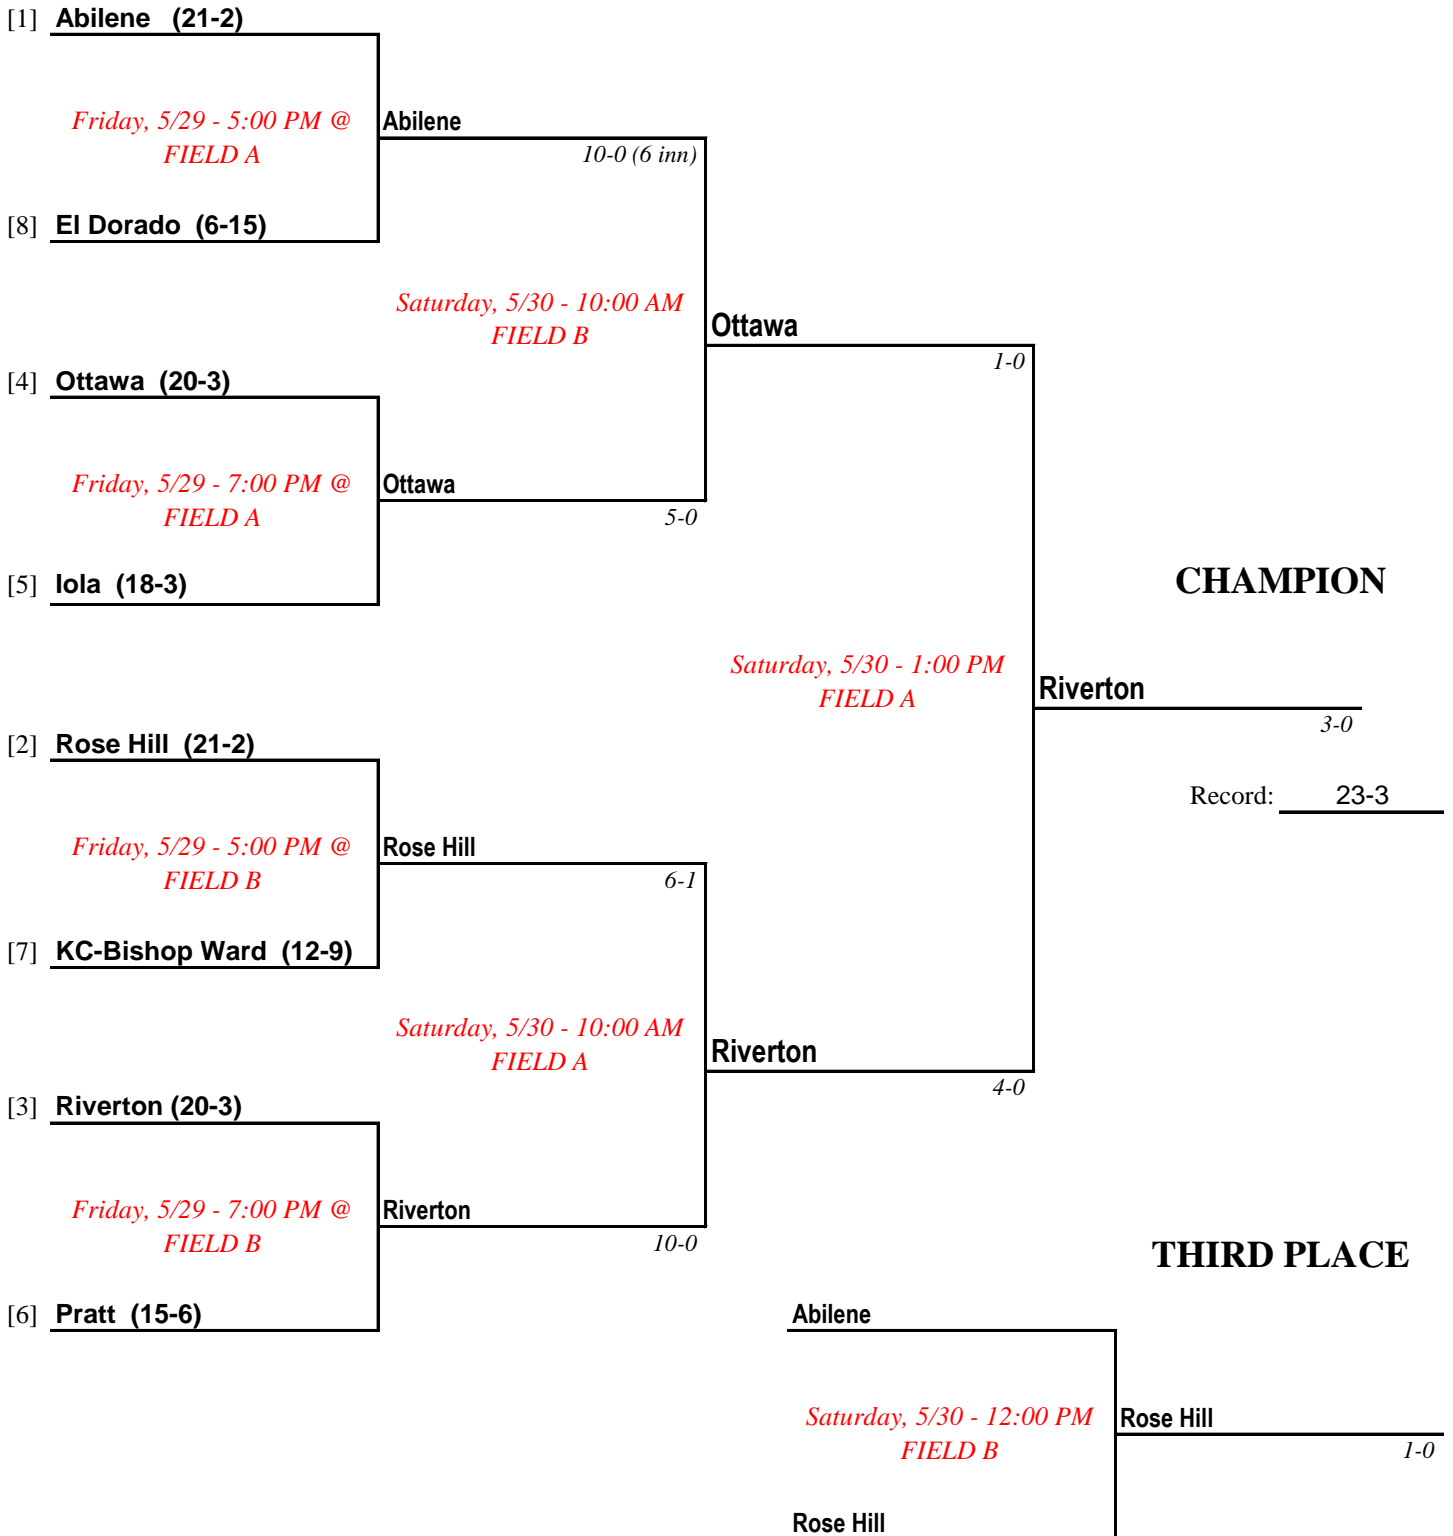 [1] Abilene (21-2)
Friday, 5/29 - 5:00 PM @
FIELD A
Abilene
10-0 (6 inn)
[8] El Dorado (6-15)
Saturday, 5/30 - 10:00 AM
FIELD B
Ottawa
1-0
[4] Ottawa (20-3)
Friday, 5/29 - 7:00 PM @
FIELD A
Ottawa
5-0
[5] Iola (18-3)
CHAMPION
Saturday, 5/30 - 1:00 PM
FIELD A
Riverton
3-0
Record: 23-3
[2] Rose Hill (21-2)
Friday, 5/29 - 5:00 PM @
FIELD B
Rose Hill
6-1
[7] KC-Bishop Ward (12-9)
Saturday, 5/30 - 10:00 AM
FIELD A
Riverton
4-0
[3] Riverton (20-3)
Friday, 5/29 - 7:00 PM @
FIELD B
Riverton
10-0
[6] Pratt (15-6)
THIRD PLACE
Abilene
Saturday, 5/30 - 12:00 PM
FIELD B
Rose Hill
1-0
Rose Hill